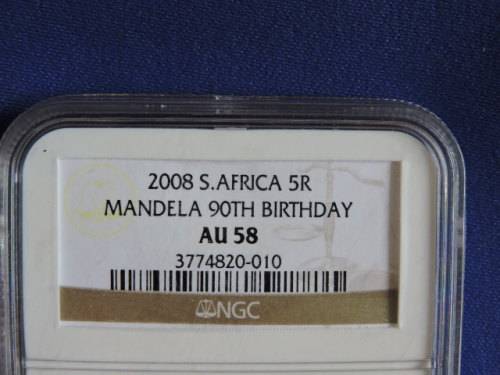 2008 S.AFRICA 5R
MANDELA 90TH BIRTHDAY
AU 58
3774820-010
NGC